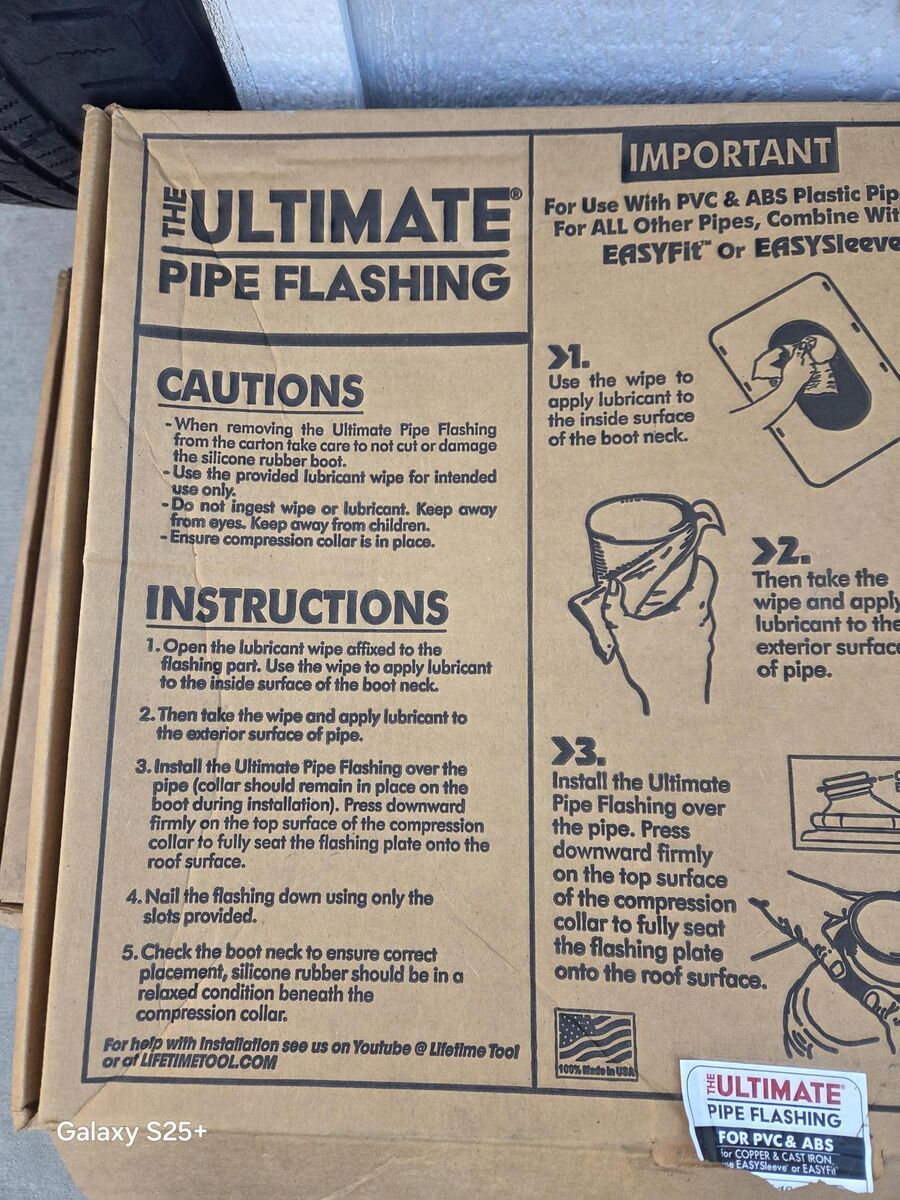 THE ULTIMATE®
PIPE FLASHING
CAUTIONS
- When removing the Ultimate Pipe Flashing
from the carton take care to not cut or damage
the silicone rubber boot.
- Use the provided lubricant wipe for intended
use only.
- Do not ingest wipe or lubricant. Keep away
from eyes. Keep away from children.
- Ensure compression collar is in place.
INSTRUCTIONS
1. Open the lubricant wipe affixed to the
flashing part. Use the wipe to apply lubricant
to the inside surface of the boot neck.
2. Then take the wipe and apply lubricant to
the exterior surface of pipe.
3. Install the Ultimate Pipe Flashing over the
pipe (collar should remain in place on the
boot during installation). Press downward
firmly on the top surface of the compression
collar to fully seat the flashing plate onto the
roof surface.
4. Nail the flashing down using only the
slots provided.
5. Check the boot neck to ensure correct
placement, silicone rubber should be in a
relaxed condition beneath the
compression collar.
For help with installation see us on Youtube @ Lifetime Tool
or at LIFETIMETOOL.COM
IMPORTANT
For Use With PVC & ABS Plastic
For ALL Other Pipes, Combine
EASYFit™ Or EASYSleeve
>1.
Use the wipe to
apply lubricant to
the inside surface
of the boot neck.
>2.
Then take the
wipe and apply
lubricant to the
exterior
of pipe.
>3.
Install the Ultimate
Pipe Flashing over
the pipe. Press
downward firmly
on the top surface
of the compression
collar to fully seat
the flashing plate
onto the roof surface.
100% Made In USA
THE ULTIMATE®
PIPE FLASHING
FOR PVC & ABS
for COPPER & CAST IRON,
EASYSleeve® or EASYFit
Galaxy S25+